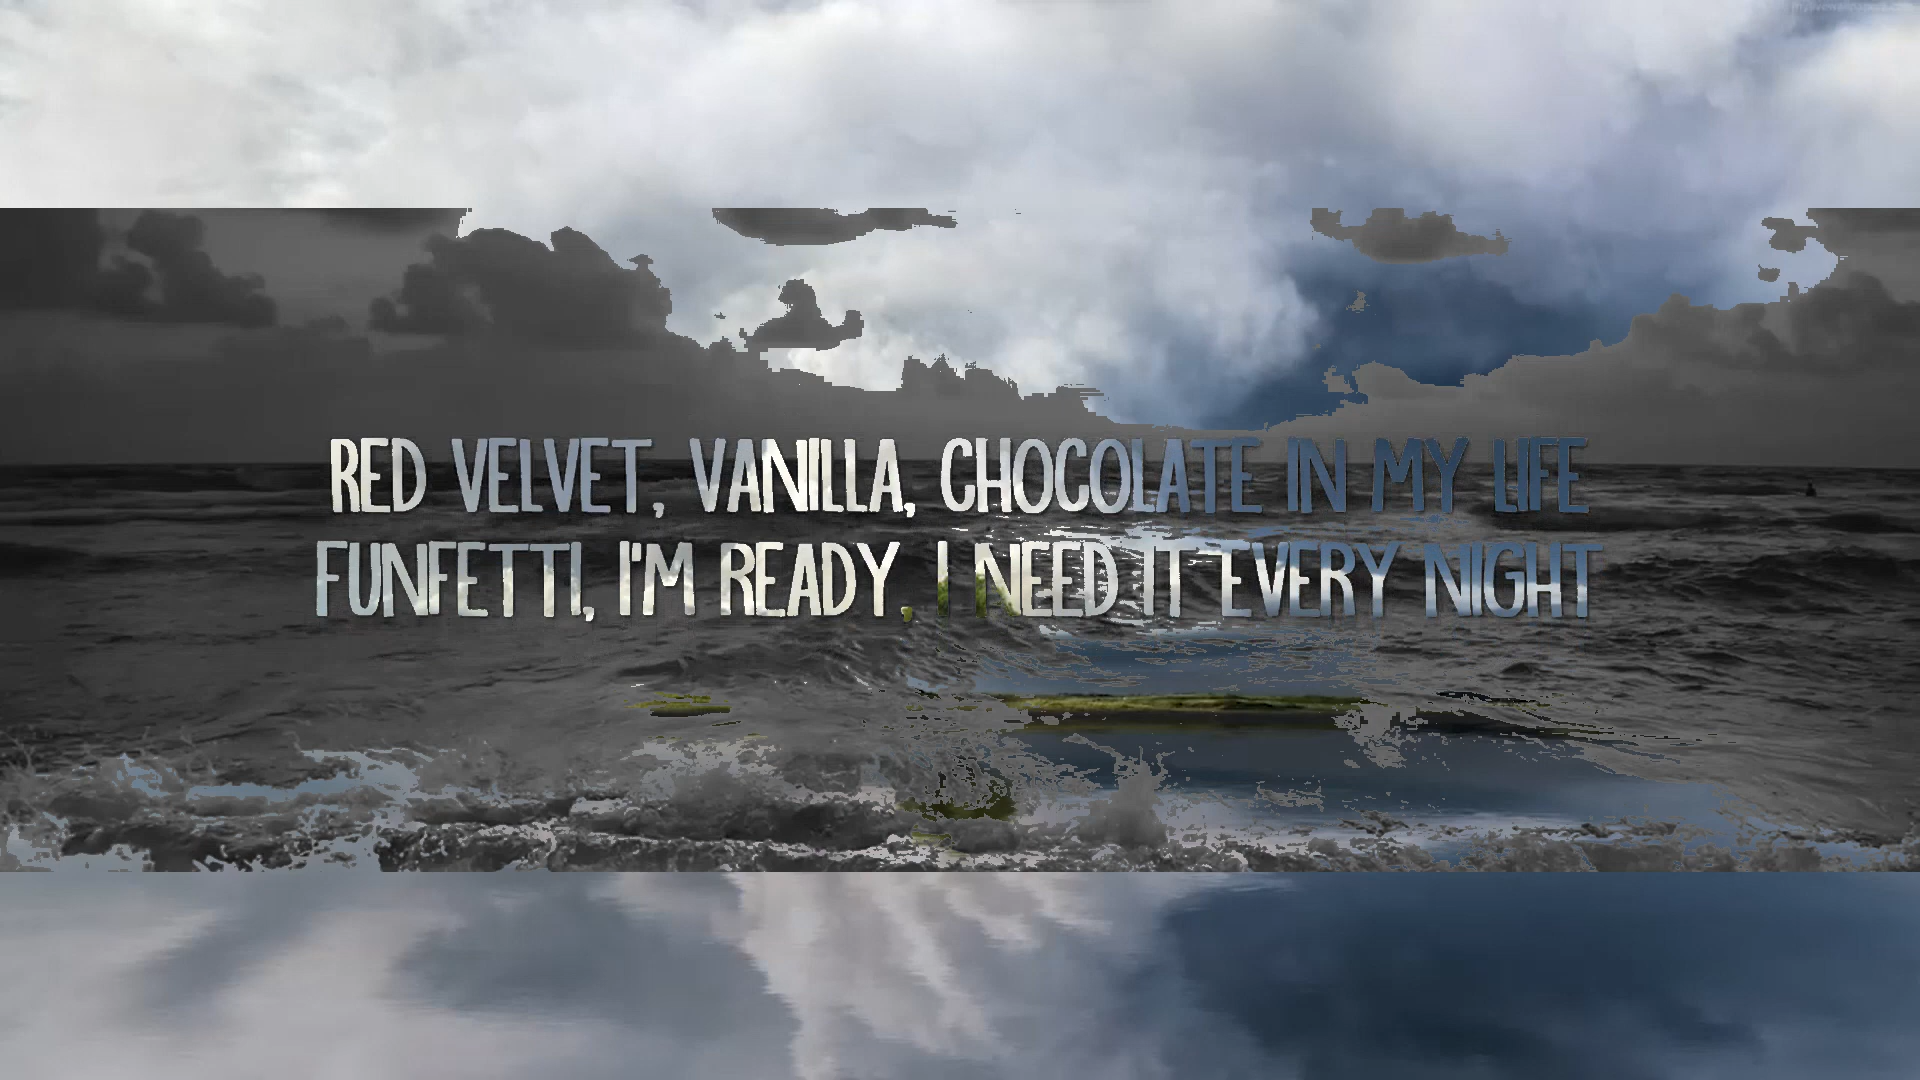 RED VELVET, VANILLA, CHOCOLATE IN MY LIFE
FUNFETTI, I'M READY, I NEED IT EVERY NIGHT